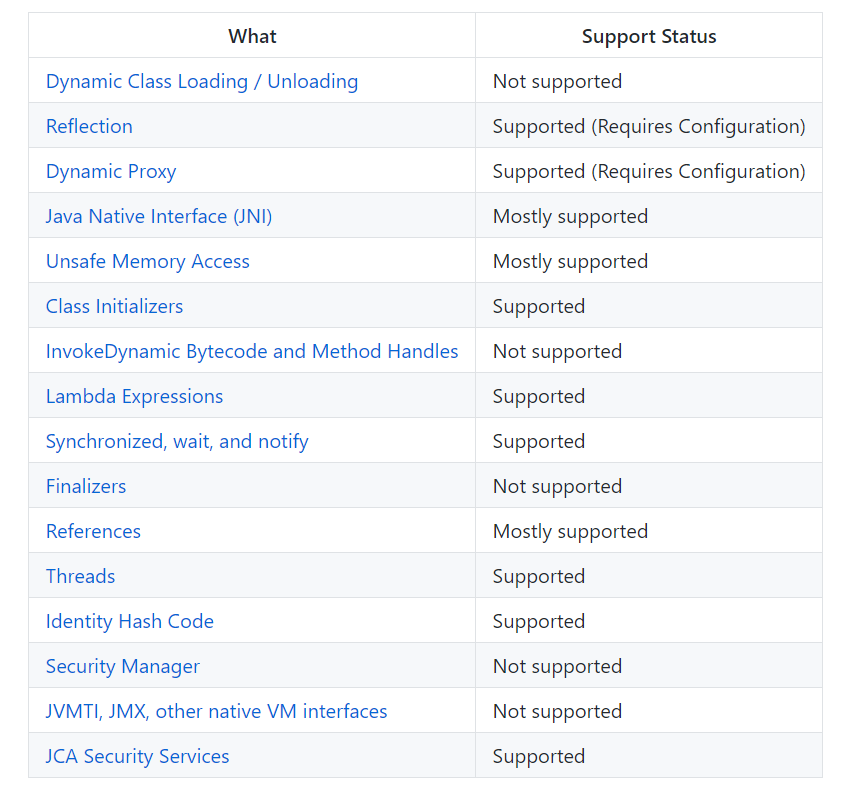 What Support Status
Dynamic Class Loading / Unloading Not supported
Reflection Supported (Requires Configuration)
Dynamic Proxy Supported (Requires Configuration)
Java Native Interface (JNI) Mostly supported
Unsafe Memory Access Mostly supported
Class Initializers Supported
InvokeDynamic Bytecode and Method Handles Not supported
Lambda Expressions Supported
Synchronized, wait, and notify Supported
Finalizers Not supported
References Mostly supported
Threads Supported
Identity Hash Code Supported
Security Manager Not supported
JVMTI, JMX, other native VM interfaces Not supported
JCA Security Services Supported